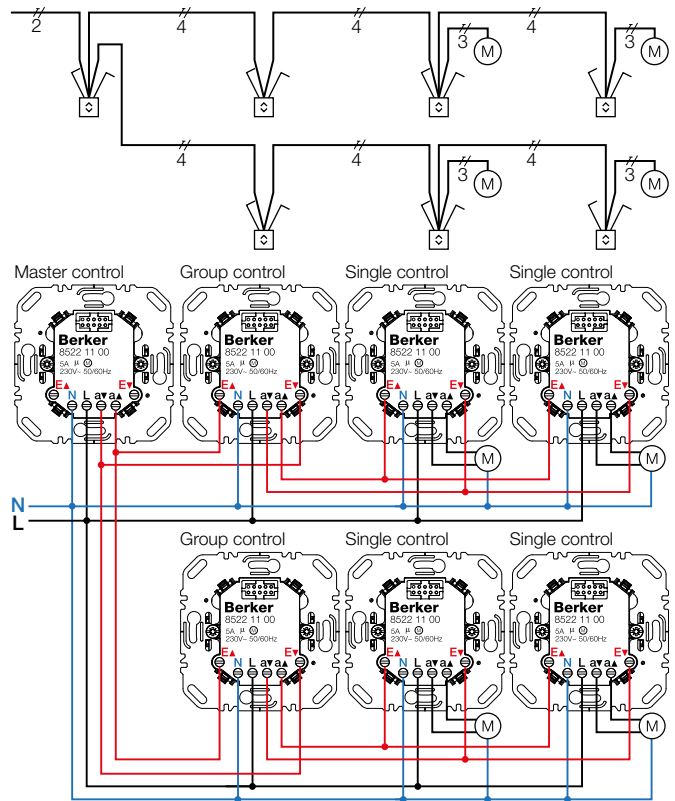 2 4 4 3 M 4 3 M
4 4 3 M 4 3 M
Master control Group control Single control Single control
Berker Berker Berker Berker
8522 11 00 8522 11 00 8522 11 00 8522 11 00
5A µ M 5A µ M 5A µ M 5A µ M
230V~ 50/60Hz 230V~ 50/60Hz 230V~ 50/60Hz 230V~ 50/60Hz
E▲ E▼ E▲ E▼ E▲ E▼ E▲ E▼
N L a▼ a▲ N L a▼ a▲ N L a▼ a▲ N L a▼ a▲
M M
N
L
Group control Single control Single control
Berker Berker Berker
8522 11 00 8522 11 00 8522 11 00
5A µ M 5A µ M 5A µ M
230V~ 50/60Hz 230V~ 50/60Hz 230V~ 50/60Hz
E▲ E▼ E▲ E▼ E▲ E▼
N L a▼ a▲ N L a▼ a▲ N L a▼ a▲
M M